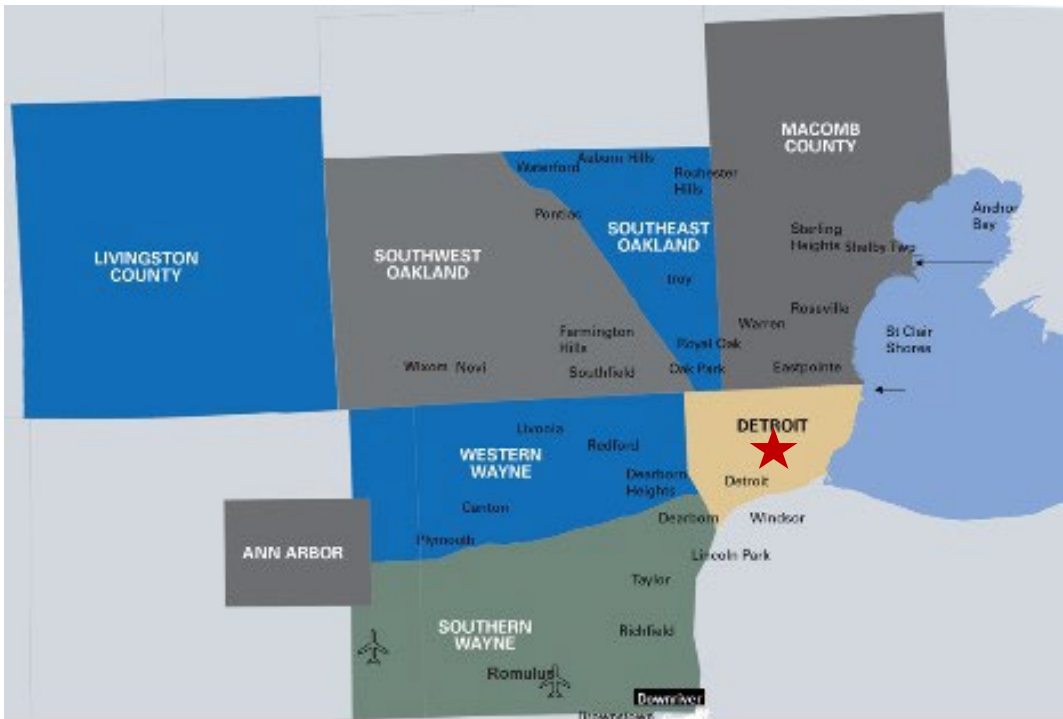 MACOMB
COUNTY
Auburn Hills
Waterford
Rochester
Hills
Pontiac
SOUTHEAST
OAKLAND
Anchor
Bay
Sterling
Heights
Shelby Twp
LIVINGSTON
COUNTY
SOUTHWEST
OAKLAND
troy
Roseville
Warren
St Clair
Shores
Farmington
Hills
Royal Oak
Wixom Novi
Southfield
Oak Park
Eastpointe
DETROIT
Livonia
Redford
WESTERN
WAYNE
Dearborn
Heights
Detroit
Canton
Dearborn
Windsor
Plymouth
ANN ARBOR
Lincoln Park
Taylor
SOUTHERN
WAYNE
Richfield
Romulus
Downriver
Brownstown